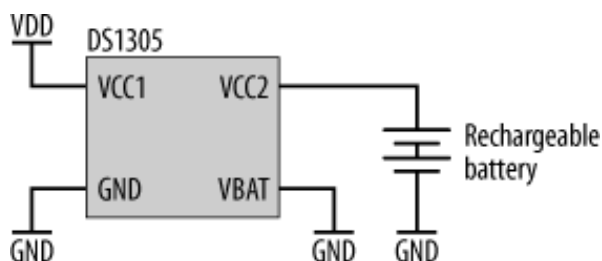 VDD
DS1305
VCC1 VCC2
Rechargeable
battery
GND VBAT
GND GND GND